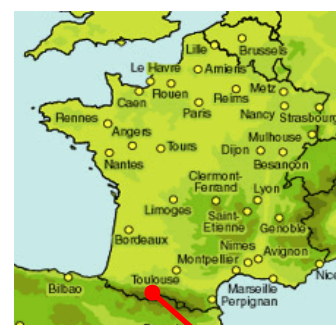 Lille
Brussels
Le Havre
Amiens
Rouen
Reims
Metz
Caen
Paris
Nancy
Strasbourg
Rennes
Angers
Mulhouse
Tours
Dijon
Nantes
Besançon
Clermont-
Ferrand
Lyon
Limoges
Saint-
Etienne
Grenoble
Bordeaux
Nimes
Avignon
Montpellier
Toulouse
Nice
Bilbao
Marseille
Perpignan